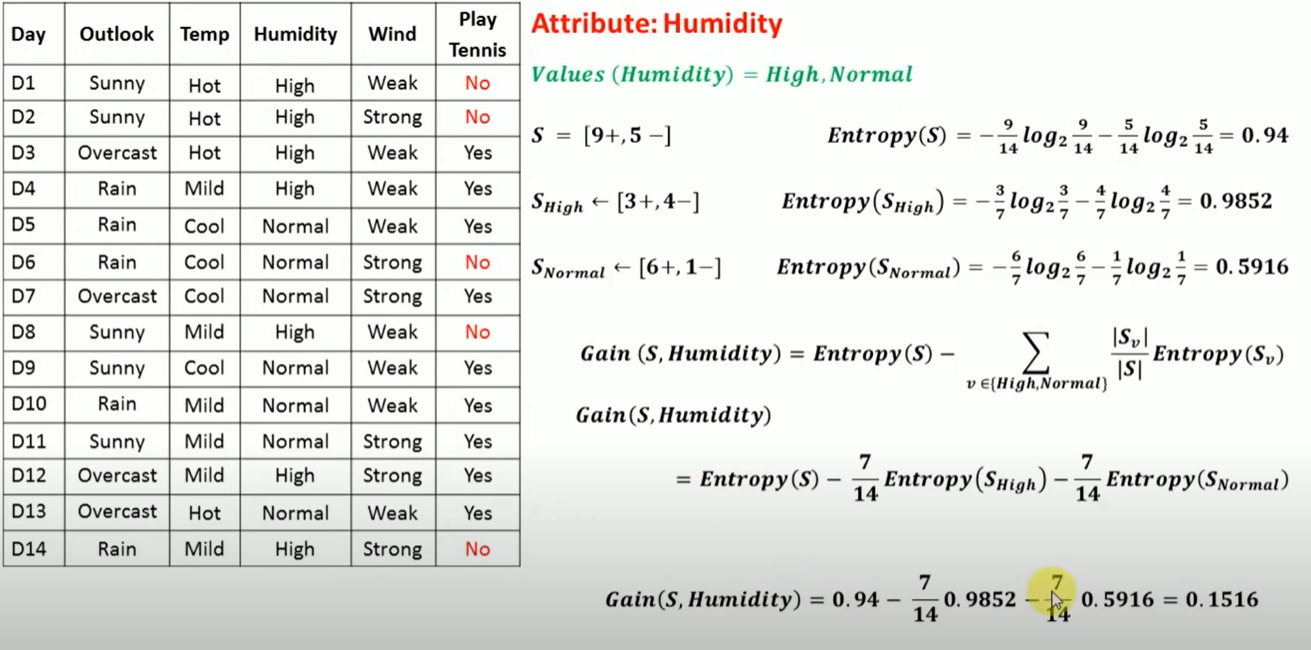 Day Outlook Temp Humidity Wind Play Tennis
D1 Sunny Hot High Weak No
D2 Sunny Hot High Strong No
D3 Overcast Hot High Weak Yes
D4 Rain Mild High Weak Yes
D5 Rain Cool Normal Weak Yes
D6 Rain Cool Normal Strong No
D7 Overcast Cool Normal Strong Yes
D8 Sunny Mild High Weak No
D9 Sunny Cool Normal Weak Yes
D10 Rain Mild Normal Weak Yes
D11 Sunny Mild Normal Strong Yes
D12 Overcast Mild High Strong Yes
D13 Overcast Hot Normal Weak Yes
D14 Rain Mild High Strong No
Attribute: Humidity
Values (Humidity) = High, Normal
S = [9+, 5 −] Entropy(S) = −9/14 log₂ 9/14 − 5/14 log₂ 5/14 = 0.94
S_High ← [3+, 4−] Entropy(S_High) = −3/7 log₂ 3/7 − 4/7 log₂ 4/7 = 0.9852
S_Normal ← [6+, 1−] Entropy(S_Normal) = −6/7 log₂ 6/7 − 1/7 log₂ 1/7 = 0.5916
Gain (S, Humidity) = Entropy(S) − ∑ v ∈{High,Normal} |S_v|/|S| Entropy(S_v)
Gain(S, Humidity)
= Entropy(S) − 7/14 Entropy(S_High) − 7/14 Entropy(S_Normal)
Gain(S, Humidity) = 0.94 − 7/14 0.9852 − 7/14 0.5916 = 0.1516